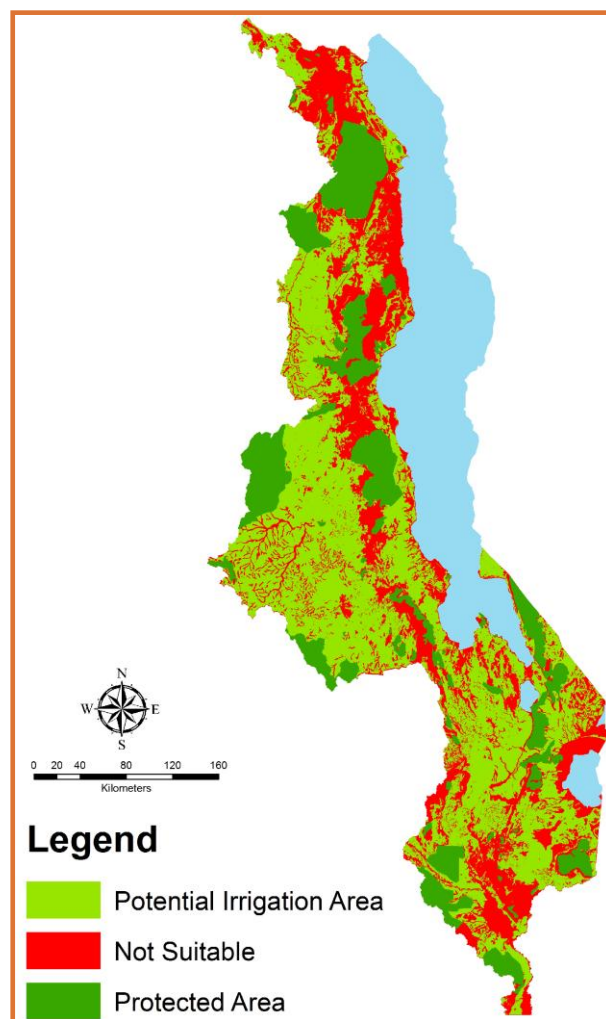 N
W E
S
0 20 40 80 120 160
Kilometers
Legend
Potential Irrigation Area
Not Suitable
Protected Area